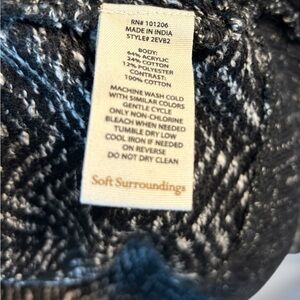 RN# 101206
MADE IN INDIA
STYLE# 2EVB2
BODY:
64% ACRYLIC
24% COTTON
12% POLYESTER
CONTRAST:
100% COTTON
MACHINE WASH COLD
WITH SIMILAR COLORS
GENTLE CYCLE
ONLY NON-CHLORINE
BLEACH WHEN NEEDED
TUMBLE DRY LOW
COOL IRON IF NEEDED
ON REVERSE
DO NOT DRY CLEAN
Soft Surroundings